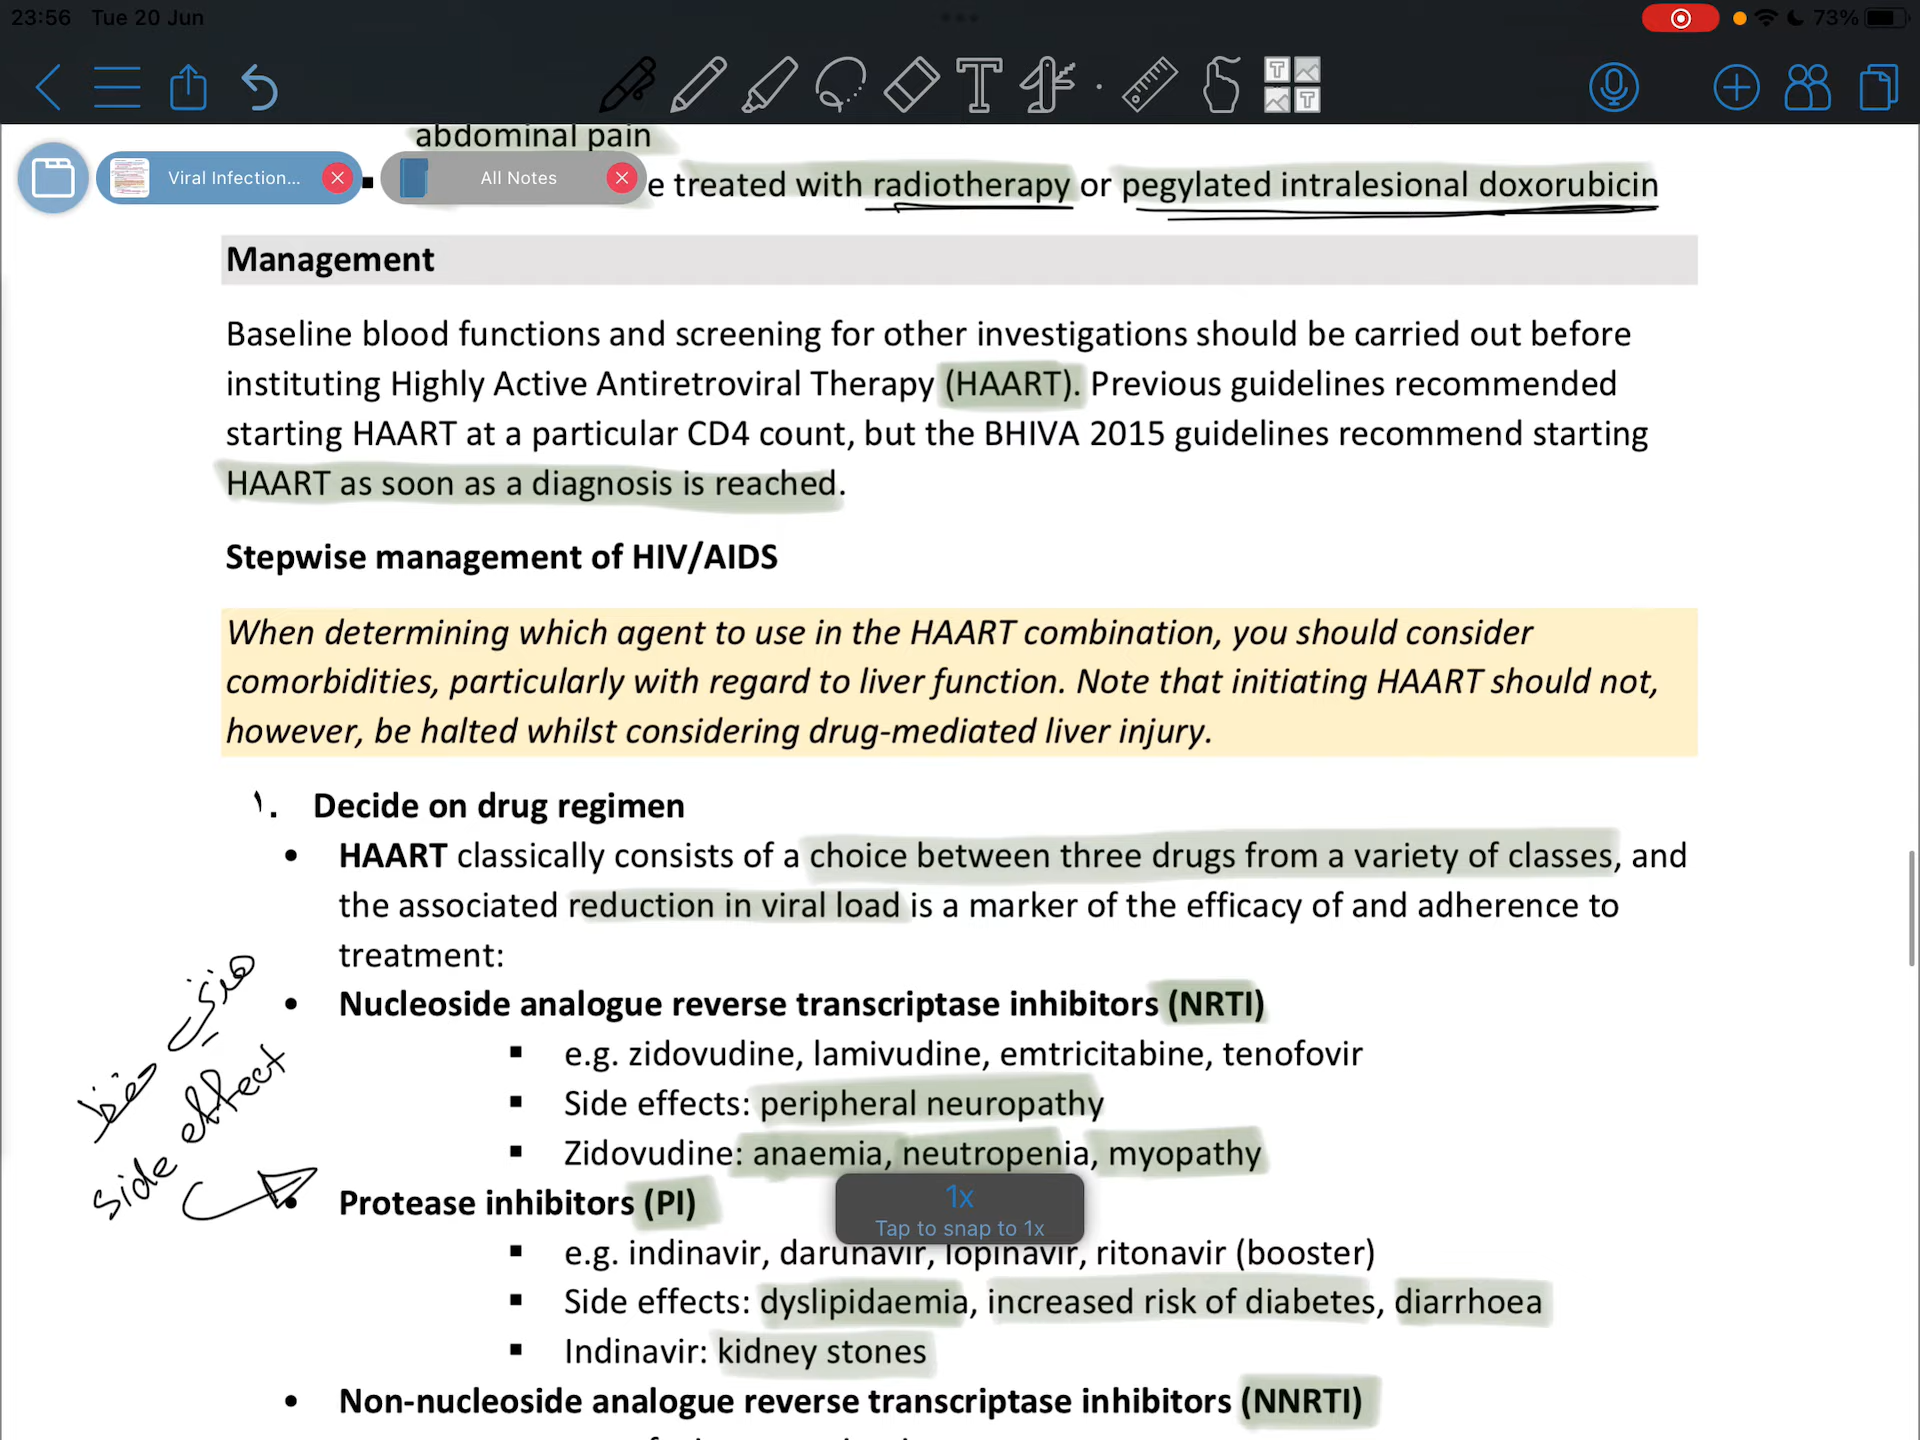 23:56 Tue 20 Jun
73%
abdominal pain
Viral Infection...
All Notes
e treated with radiotherapy or pegylated intralesional doxorubicin
Management
Baseline blood functions and screening for other investigations should be carried out before
instituting Highly Active Antiretroviral Therapy (HAART). Previous guidelines recommended
starting HAART at a particular CD4 count, but the BHIVA 2015 guidelines recommend starting
HAART as soon as a diagnosis is reached.
Stepwise management of HIV/AIDS
When determining which agent to use in the HAART combination, you should consider
comorbidities, particularly with regard to liver function. Note that initiating HAART should not,
however, be halted whilst considering drug-mediated liver injury.
١. Decide on drug regimen
• HAART classically consists of a choice between three drugs from a variety of classes, and
the associated reduction in viral load is a marker of the efficacy of and adherence to
treatment:
• Nucleoside analogue reverse transcriptase inhibitors (NRTI)
▪ e.g. zidovudine, lamivudine, emtricitabine, tenofovir
▪ Side effects: peripheral neuropathy
▪ Zidovudine: anaemia, neutropenia, myopathy
side effect
• Protease inhibitors (PI)
1x
Tap to snap to 1x
▪ e.g. indinavir, darunavir, lopinavir, ritonavir (booster)
▪ Side effects: dyslipidaemia, increased risk of diabetes, diarrhoea
▪ Indinavir: kidney stones
• Non-nucleoside analogue reverse transcriptase inhibitors (NNRTI)